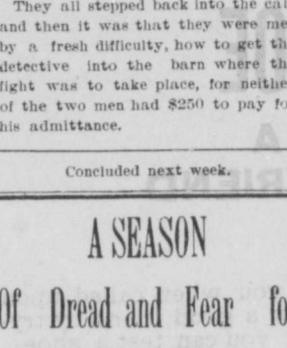 They all stepped back into the cal
and then it was that they were me
by a fresh difficulty, how to get th
detective into the barn where th
fight was to take place, for neithe
of the two men had $250 to pay fo
his admittance.
Concluded next week.
A SEASON
Of Dread and Fear fo